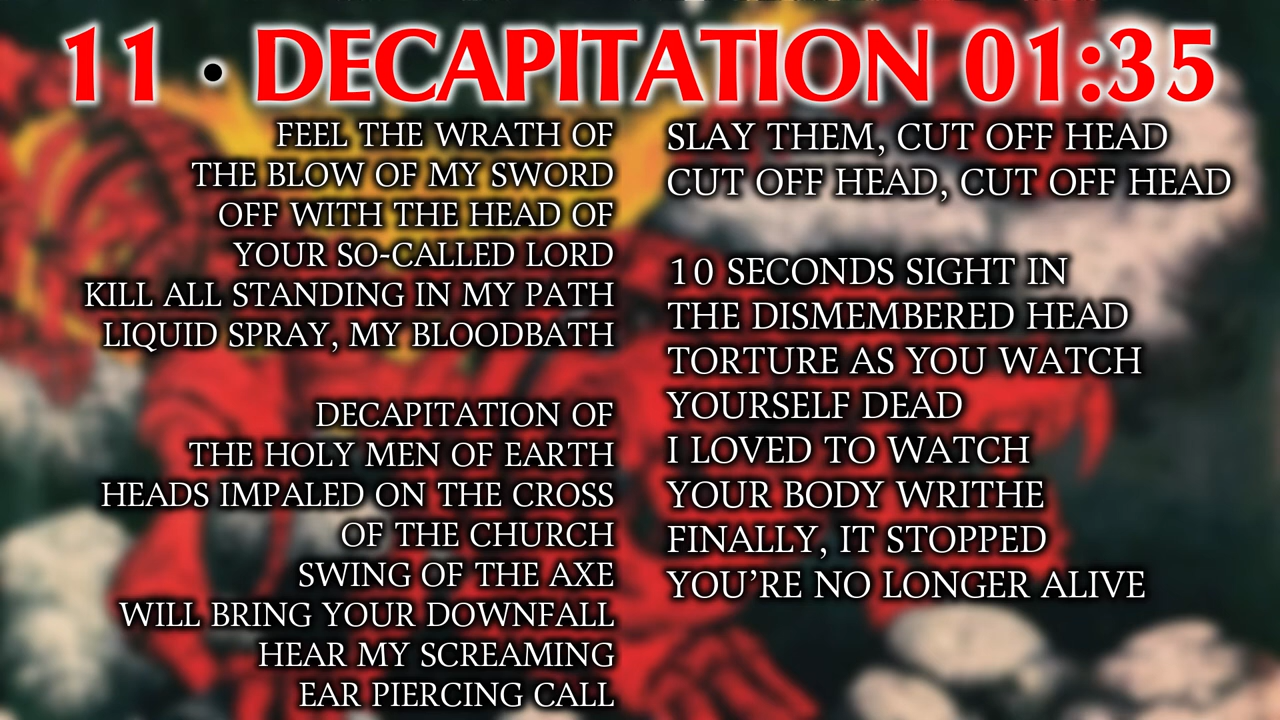 11 · DECAPITATION 01:35
FEEL THE WRATH OF
THE BLOW OF MY SWORD
OFF WITH THE HEAD OF
YOUR SO-CALLED LORD
KILL ALL STANDING IN MY PATH
LIQUID SPRAY, MY BLOODBATH
DECAPITATION OF
THE HOLY MEN OF EARTH
HEADS IMPALED ON THE CROSS
OF THE CHURCH
SWING OF THE AXE
WILL BRING YOUR DOWNFALL
HEAR MY SCREAMING
EAR PIERCING CALL
SLAY THEM, CUT OFF HEAD
CUT OFF HEAD, CUT OFF HEAD
10 SECONDS SIGHT IN
THE DISMEMBERED HEAD
TORTURE AS YOU WATCH
YOURSELF DEAD
I LOVED TO WATCH
YOUR BODY WRITHE
FINALLY, IT STOPPED
YOU'RE NO LONGER ALIVE